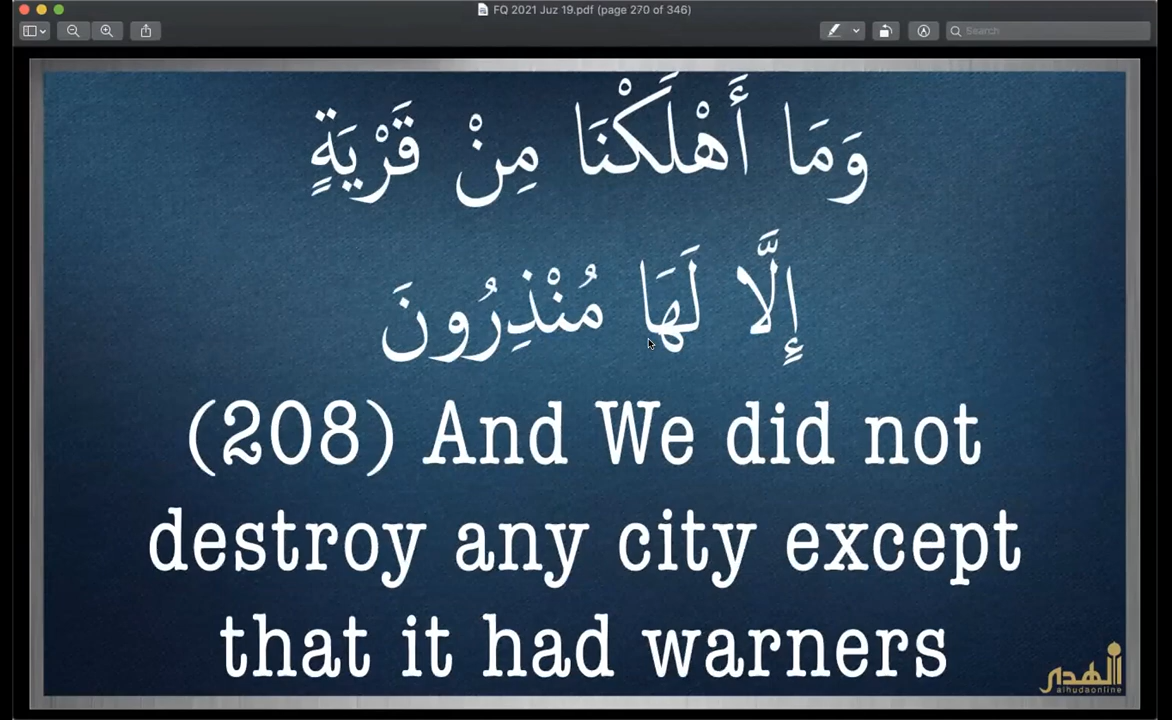 FQ 2021 Juz 19.pdf (page 270 of 346)
Search
وَمَا أَهْلَكْنَا مِنْ قَرْيَةٍ
إِلَّا لَهَا مُنْذِرُونَ
(208) And We did not
destroy any city except
that it had warners
الهدى
alhudaonline